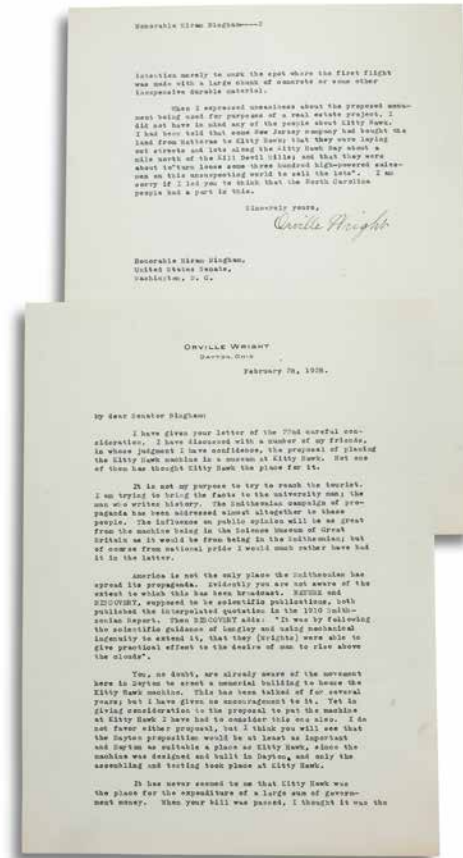 Honorable Hiram Bingham----2
intention merely to mark the spot where the first flight
was made with a large chunk of concrete or some other
inexpensive durable material.
When I expressed uneasiness about the proposed monu-
ment being used for purposes of a real estate project, I
did not have in mind any of the people about Kitty Hawk.
I had been told that some New Jersey company had bought the
land from Hatteras to Kitty Hawk; that they were laying
out streets and lots along the Kitty Hawk Bay about a
mile north of the Kill Devil Hills; and that they were
about to "turn loose some three hundred high-powered sales-
men on this unsuspecting world to sell the lots". I am
sorry if I led you to think that the North Carolina
people had a part in this.
Sincerely yours,
Orville Wright
Honorable Hiram Bingham,
United States Senate,
Washington, D. C.
ORVILLE WRIGHT
DAYTON, OHIO
February 28, 1928.
My dear Senator Bingham:
I have given your letter of the 22nd careful con-
sideration. I have discussed with a number of my friends,
in whose judgment I have confidence, the proposal of placing
the Kitty Hawk machine in a museum at Kitty Hawk. Not one
of them has thought Kitty Hawk the place for it.
It is not my purpose to try to reach the tourist.
I am trying to bring the facts to the university man; the
man who writes history. The Smithsonian campaign of pro-
paganda has been addressed almost altogether to these
people. The influence on public opinion will be as great
from the machine being in the Science Museum of Great
Britain as it would be from being in the Smithsonian; but
of course from national pride I would much rather have had
it in the latter.
America is not the only place the Smithsonian has
spread its propaganda. Evidently you are not aware of the
extent to which this has been broadcast. NATURE and
DISCOVERY, supposed to be scientific publications, both
published the interpolated quotation in the 1910 Smith-
sonian Report. Then DISCOVERY adds: "It was by following
the scientific guidance of Langley and using mechanical
ingenuity to extend it, that they [Wrights] were able to
give practical effect to the desire of man to rise above
the clouds".
You, no doubt, are already aware of the movement
here in Dayton to erect a memorial building to house the
Kitty Hawk machine. This has been talked of for several
years; but I have given no encouragement to it. Yet in
giving consideration to the proposal to put the machine
at Kitty Hawk I have had to consider this one also. I do
not favor either proposal, but I think you will see that
the Dayton proposition would be at least as important
and Dayton as suitable a place as Kitty Hawk, since the
machine was designed and built in Dayton, and only the
assembling and testing took place at Kitty Hawk.
It has never seemed to me that Kitty Hawk was
the place for the expenditure of a large sum of govern-
ment money. When your bill was passed, I thought it was the